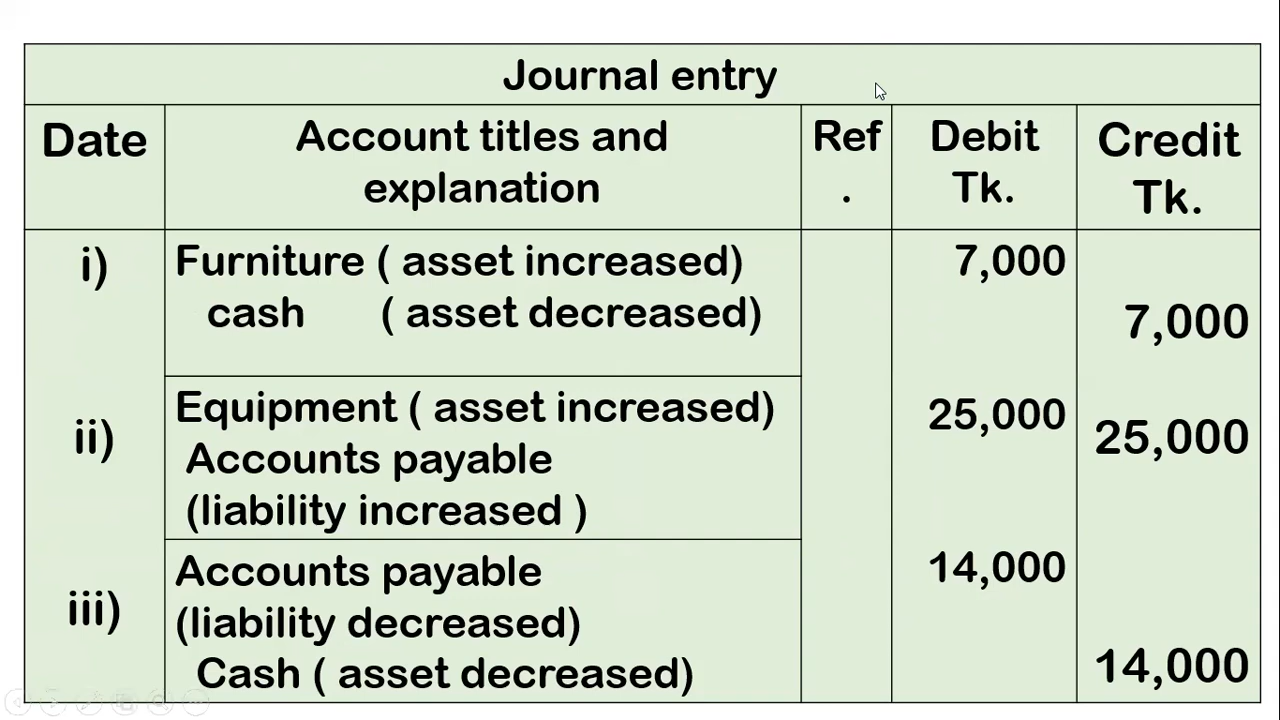 Journal entry
Date Account titles and explanation Ref. Debit Tk. Credit Tk.
i) Furniture ( asset increased) 7,000
cash ( asset decreased) 7,000
ii) Equipment ( asset increased) 25,000
Accounts payable 25,000
(liability increased )
iii) Accounts payable 14,000
(liability decreased)
Cash ( asset decreased) 14,000